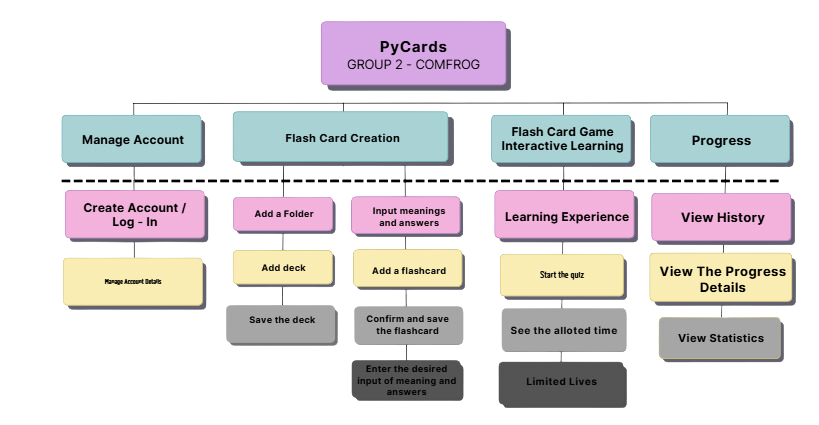 PyCards
GROUP 2 - COMFROG
Manage Account
Flash Card Creation
Flash Card Game
Interactive Learning
Progress
Create Account /
Log - In
Manage Account Details
Add a Folder
Add deck
Save the deck
Input meanings
and answers
Add a flashcard
Confirm and save
the flashcard
Enter the desired
input of meaning and
answers
Learning Experience
Start the quiz
See the alloted time
Limited Lives
View History
View The Progress
Details
View Statistics